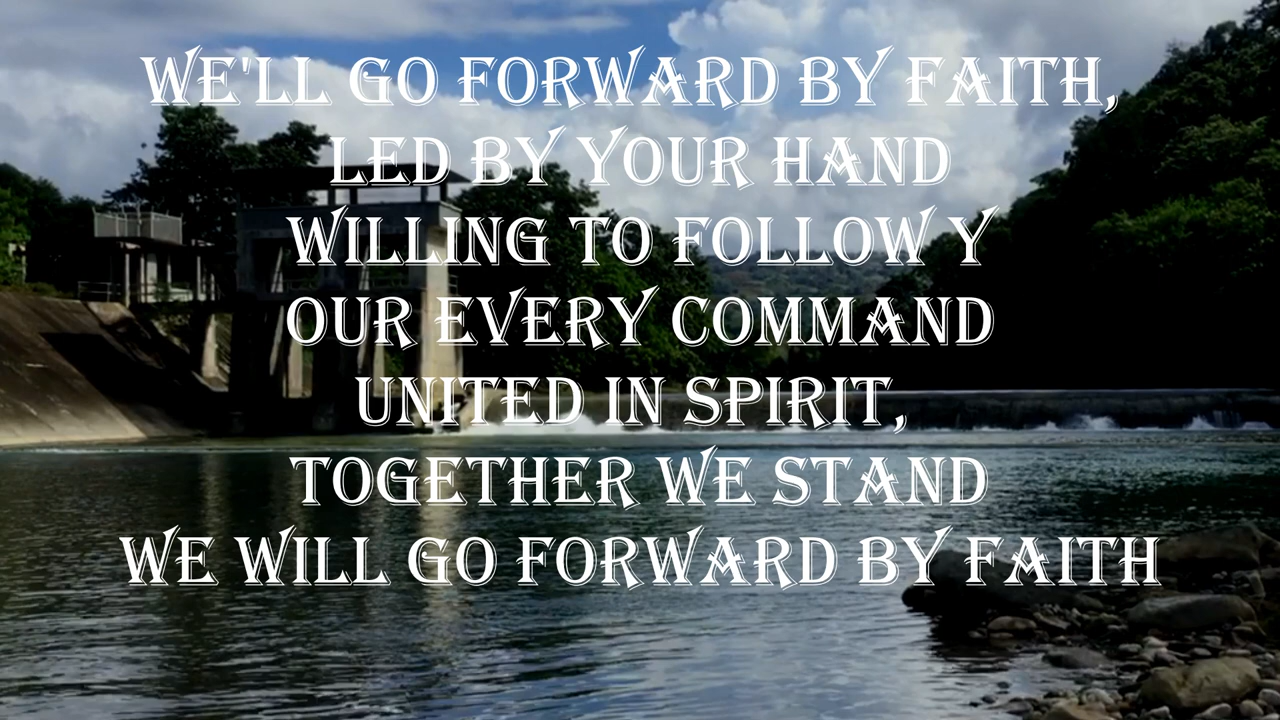 WE'LL GO FORWARD BY FAITH,
LED BY YOUR HAND
WILLING TO FOLLOW Y
OUR EVERY COMMAND
UNITED IN SPIRIT,
TOGETHER WE STAND
WE WILL GO FORWARD BY FAITH